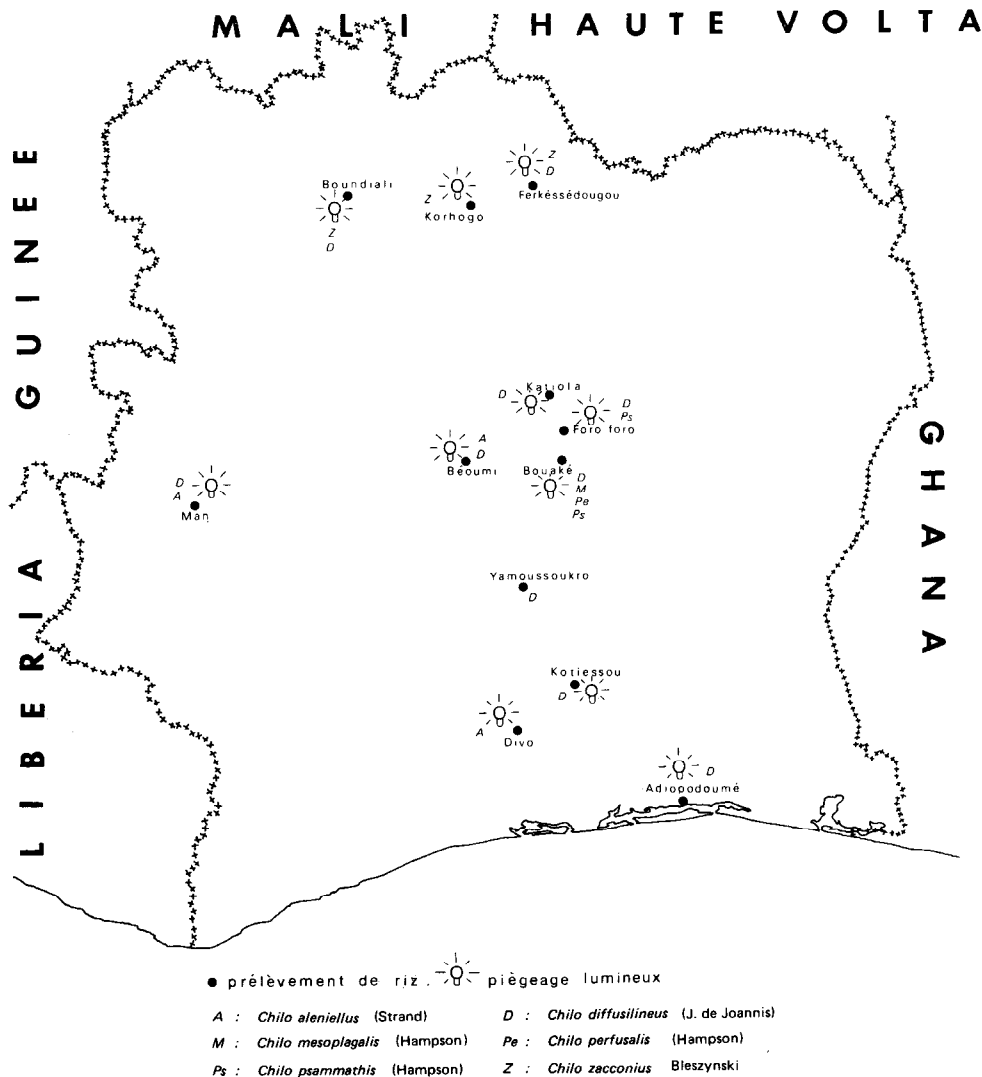 MALI HAUTE VOLTA
GUINEE
LIBERIA
GHANA
Boundiali
Z
D
Z
Korhogo
Z
D
Ferkéssédougou
D
Katiola
D
Ps
Foro foro
A
D
Béoumi
Bouaké
D
M
Pe
Ps
D
A
Man
Yamoussoukro
D
Kotiessou
D
A
Divo
D
Adiopodoumé
prélèvement de riz . piègeage lumineux
A : Chilo aleniellus (Strand) D : Chilo diffusilineus (J. de Joannis)
M : Chilo mesoplagalis (Hampson) Pe : Chilo perfusalis (Hampson)
Ps : Chilo psammathis (Hampson) Z : Chilo zacconius Bleszynski